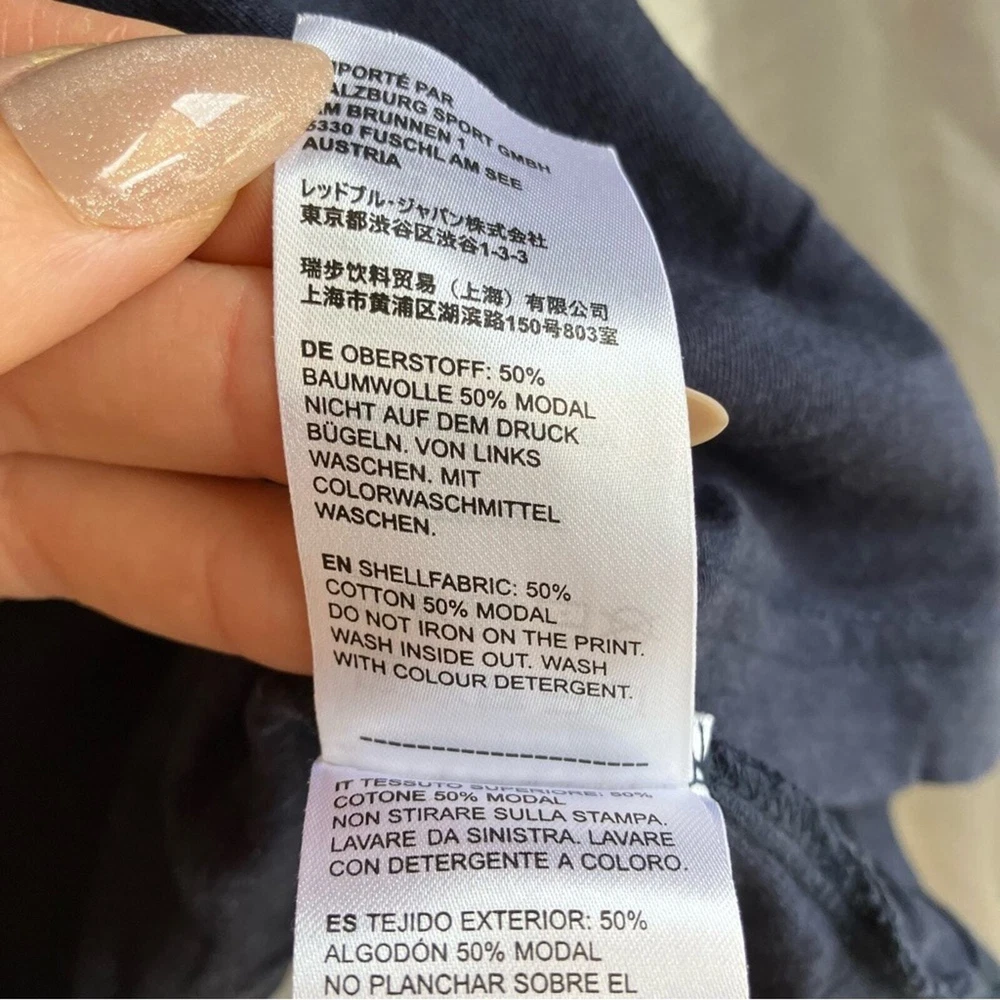 PORTÉ PAR
ALZBURG SPORT GMBH
M BRUNNEN 1
5330 FUSCHL AM SEE
AUSTRIA
レッドブル・ジャパン株式会社
東京都渋谷区渋谷1-3-3
瑞步饮料贸易（上海）有限公司
上海市黄浦区湖滨路150号803室
DE OBERSTOFF: 50%
BAUMWOLLE 50% MODAL
NICHT AUF DEM DRUCK
BÜGELN. VON LINKS
WASCHEN. MIT
COLORWASCHMITTEL
WASCHEN.
EN SHELLFABRIC: 50%
COTTON 50% MODAL
DO NOT IRON ON THE PRINT.
WASH INSIDE OUT. WASH
WITH COLOUR DETERGENT.
IT TESSUTO SUPERIORE: 50%
COTONE 50% MODAL
NON STIRARE SULLA STAMPA.
LAVARE DA SINISTRA. LAVARE
CON DETERGENTE A COLORO.
ES TEJIDO EXTERIOR: 50%
ALGODÓN 50% MODAL
NO PLANCHAR SOBRE EL